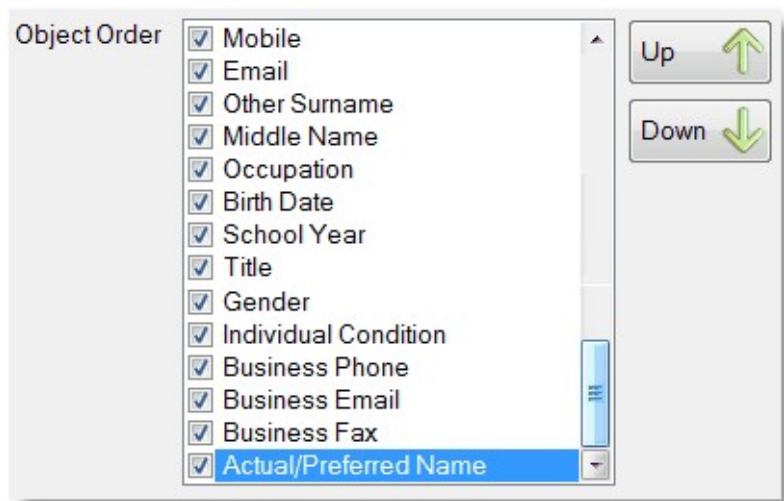 Object Order
Mobile
Email
Other Surname
Middle Name
Occupation
Birth Date
School Year
Title
Gender
Individual Condition
Business Phone
Business Email
Business Fax
Actual/Preferred Name
Up
Down